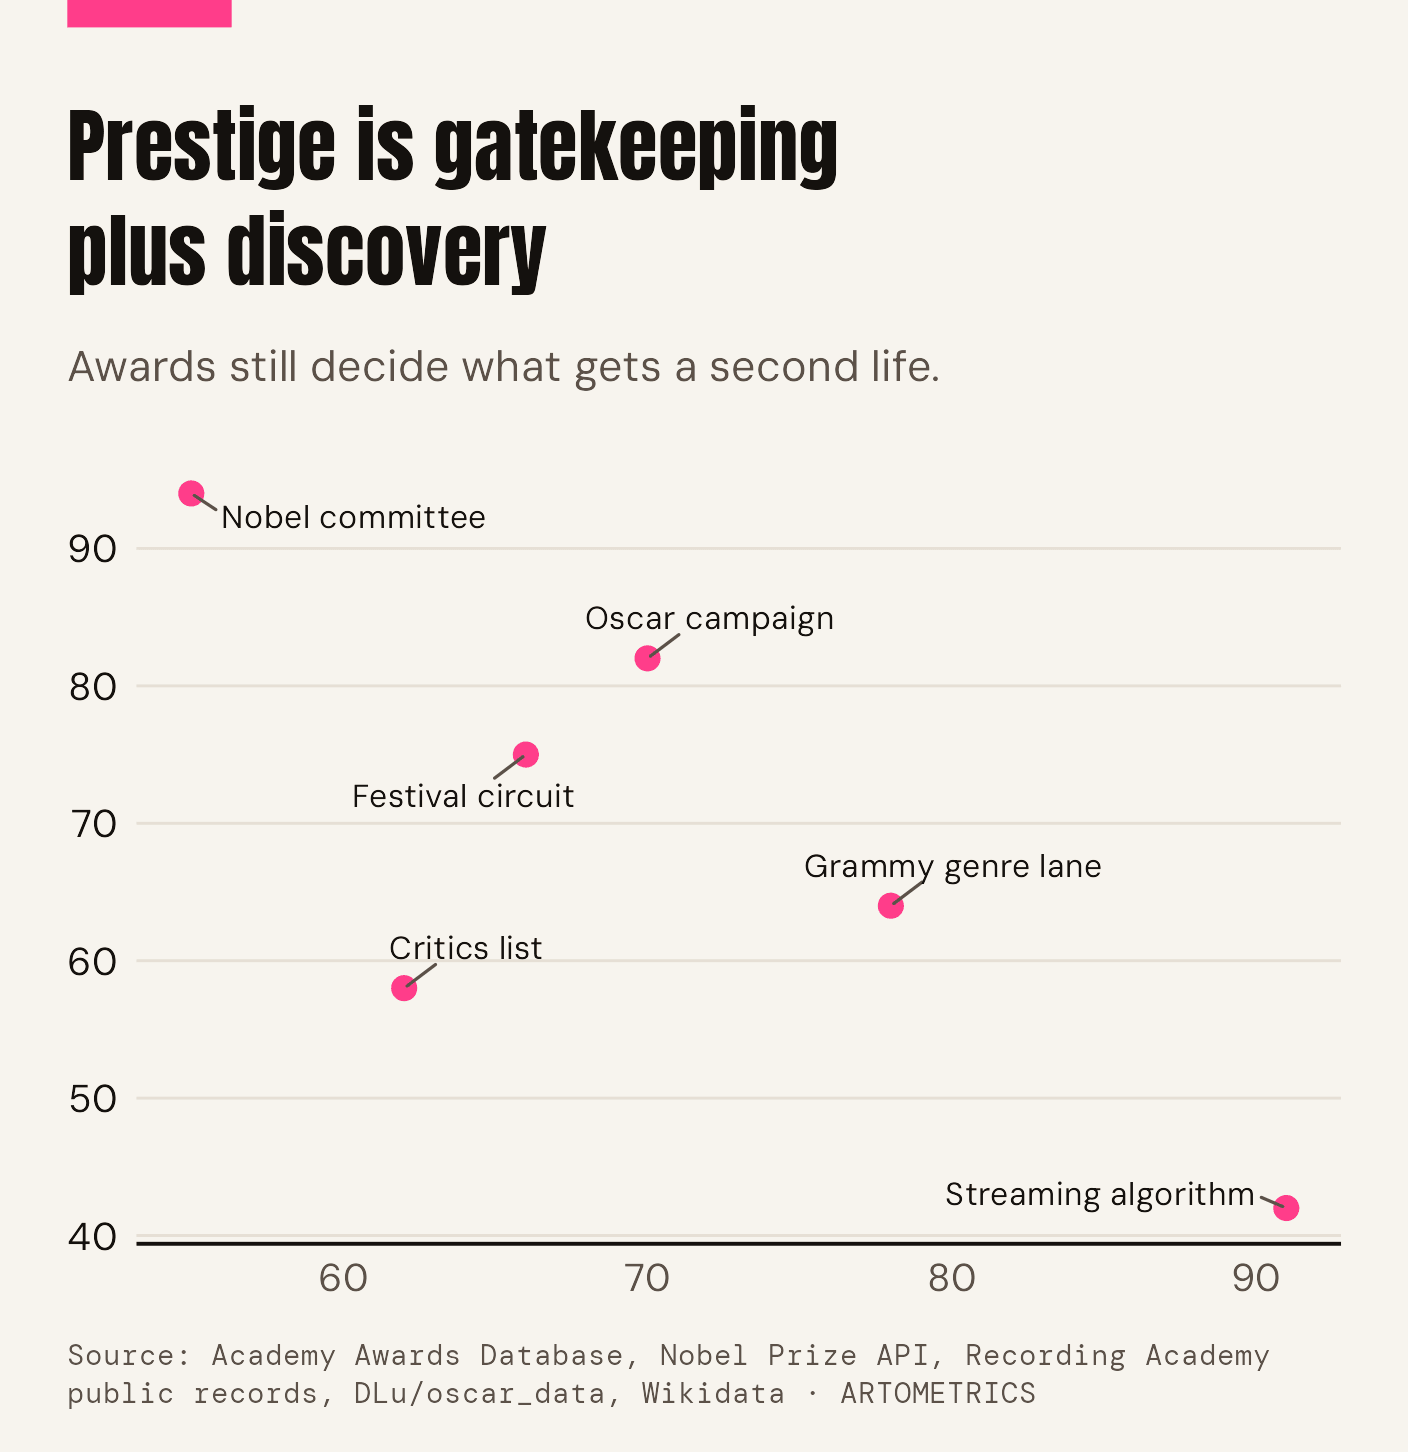 Prestige is gatekeeping
plus discovery
Awards still decide what gets a second life.
Nobel committee
90
Oscar campaign
80
Festival circuit
70
Grammy genre lane
Critics list
60
50
Streaming algorithm
40
60 70 80 90
Source: Academy Awards Database, Nobel Prize API, Recording Academy
public records, DLu/oscar_data, Wikidata · ARTOMETRICS